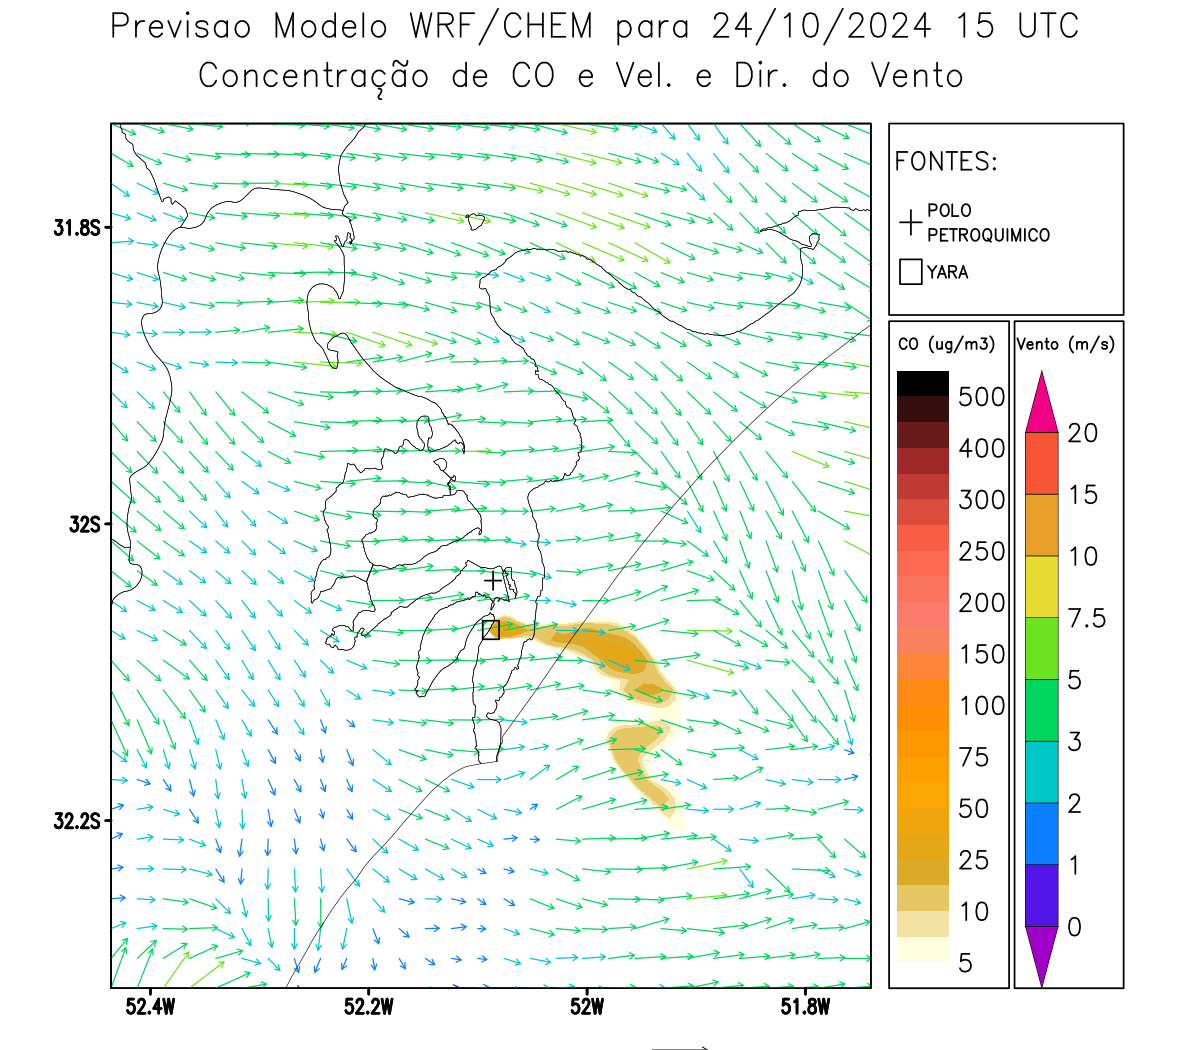 Previsao Modelo WRF/CHEM para 24/10/2024 15 UTC
Concentração de CO e Vel. e Dir. do Vento
FONTES:
POLO
PETROQUIMICO
YARA
CO (ug/m3)
500
400
300
250
200
150
100
75
50
25
10
5
Vento (m/s)
20
15
10
7.5
5
3
2
1
0
31.8S
32S
32.2S
52.4W
52.2W
52W
51.8W